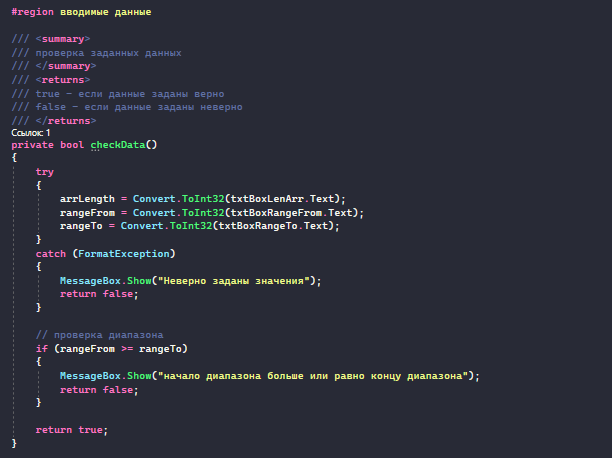 #region вводимые данные
/// <summary>
/// проверка заданных данных
/// </summary>
/// <returns>
/// true - если данные заданы верно
/// false - если данные заданы неверно
/// </returns>
Ссылок: 1
private bool checkData()
{
try
{
arrLength = Convert.ToInt32(txtBoxLenArr.Text);
rangeFrom = Convert.ToInt32(txtBoxRangeFrom.Text);
rangeTo = Convert.ToInt32(txtBoxRangeTo.Text);
}
catch (FormatException)
{
MessageBox.Show("Неверно заданы значения");
return false;
}
// проверка диапазона
if (rangeFrom >= rangeTo)
{
MessageBox.Show("начало диапазона больше или равно концу диапазона");
return false;
}
return true;
}